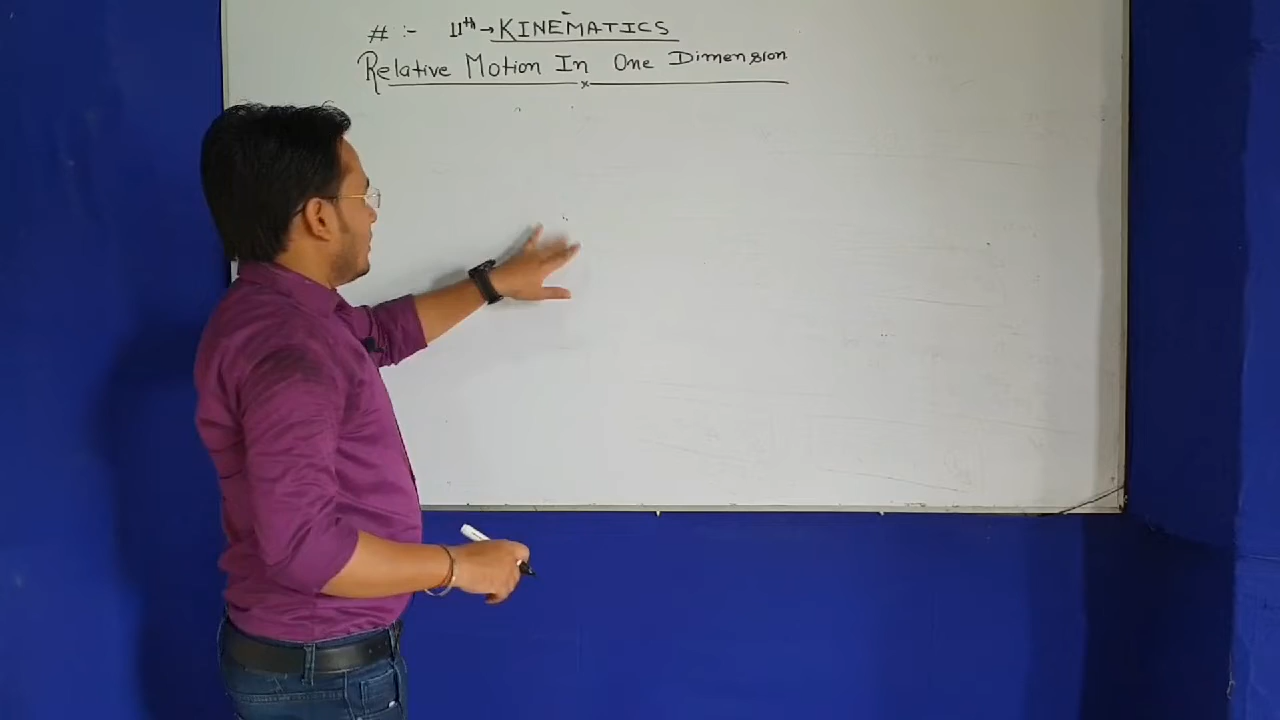 # :- 11th → KINEMATICS
Relative Motion In One Dimension